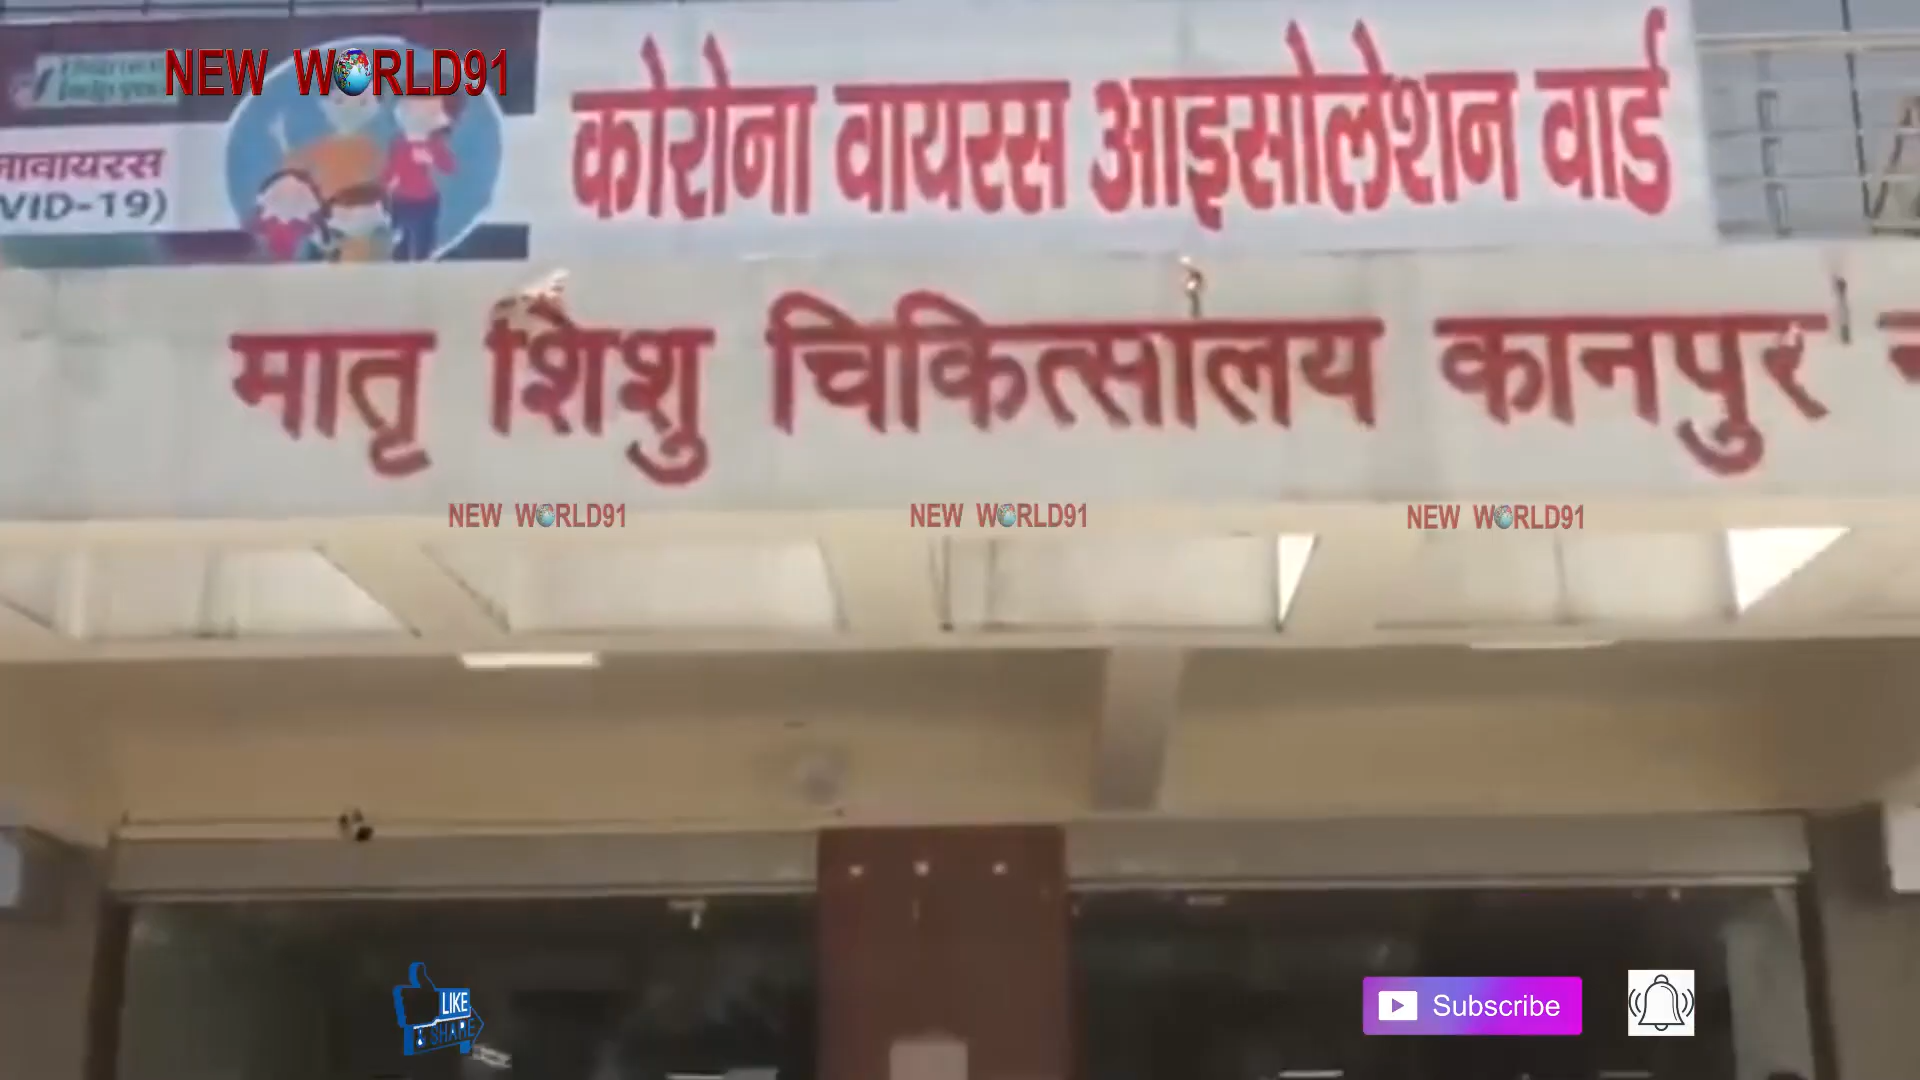 NEW WORLD91
कोरोना वायरस आइसोलेशन वार्ड
नावायरस
VID-19)
मातृ शिशु चिकित्सालय कानपुर
NEW WORLD91 NEW WORLD91 NEW WORLD91
LIKE
& SHARE
Subscribe